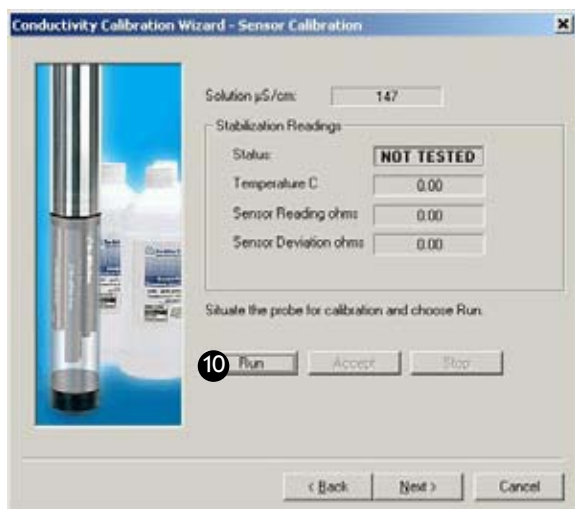 Conductivity Calibration Wizard - Sensor Calibration
Solution µS/cm: 147
Stabilization Readings
Status: NOT TESTED
Temperature C 0.00
Sensor Reading ohms 0.00
Sensor Deviation ohms 0.00
Situate the probe for calibration and choose Run.
10 Run Accept Stop
< Back Next > Cancel